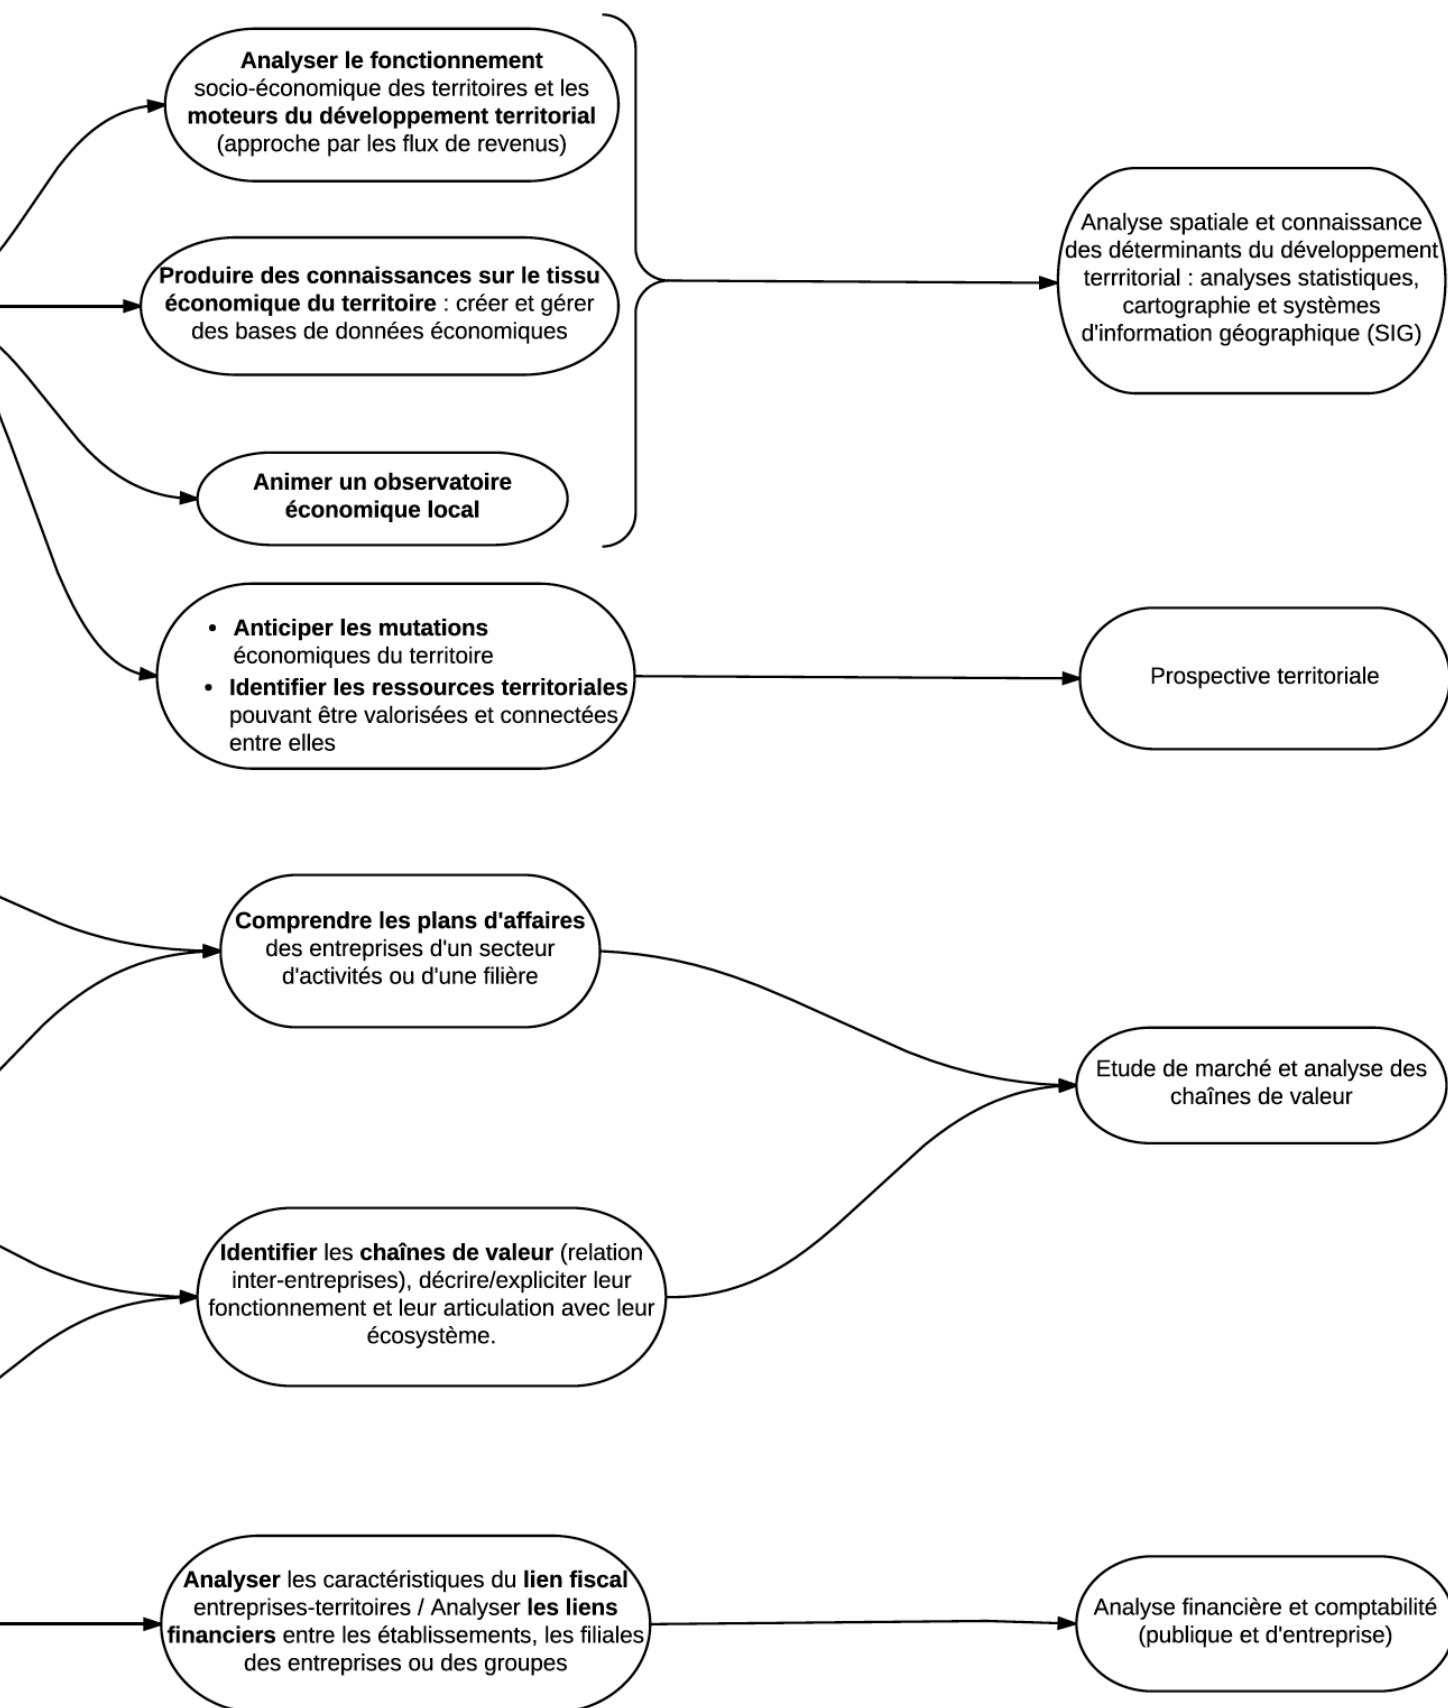 Analyser le fonctionnement
socio-économique des territoires et les
moteurs du développement territorial
(approche par les flux de revenus)
Produire des connaissances sur le tissu
économique du territoire : créer et gérer
des bases de données économiques
Analyse spatiale et connaissance
des déterminants du développement
terrritorial : analyses statistiques,
cartographie et systèmes
d'information géographique (SIG)
Animer un observatoire
économique local
• Anticiper les mutations
économiques du territoire
• Identifier les ressources territoriales
pouvant être valorisées et connectées
entre elles
Prospective territoriale
Comprendre les plans d'affaires
des entreprises d'un secteur
d'activités ou d'une filière
Etude de marché et analyse des
chaînes de valeur
Identifier les chaînes de valeur (relation
inter-entreprises), décrire/expliciter leur
fonctionnement et leur articulation avec leur
écosystème.
Analyser les caractéristiques du lien fiscal
entreprises-territoires / Analyser les liens
financiers entre les établissements, les filiales
des entreprises ou des groupes
Analyse financière et comptabilité
(publique et d'entreprise)